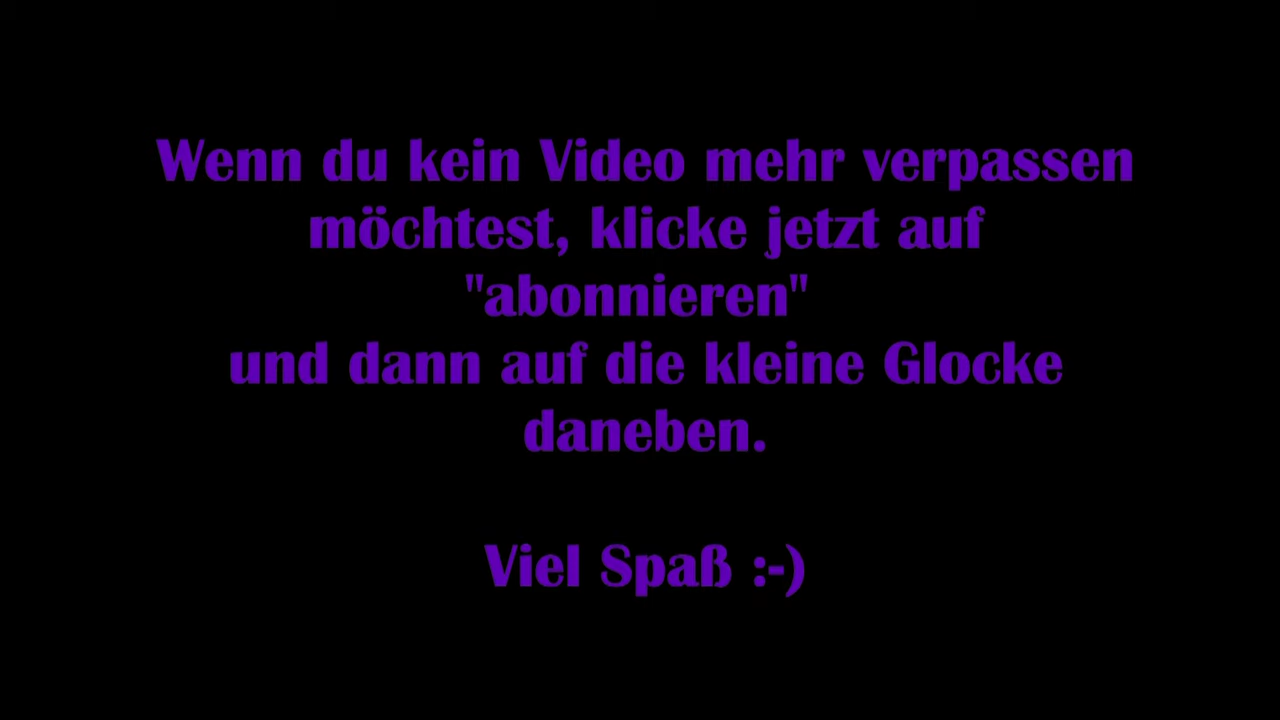 Wenn du kein Video mehr verpassen
möchtest, klicke jetzt auf
"abonnieren"
und dann auf die kleine Glocke
daneben.
Viel Spaß :-)